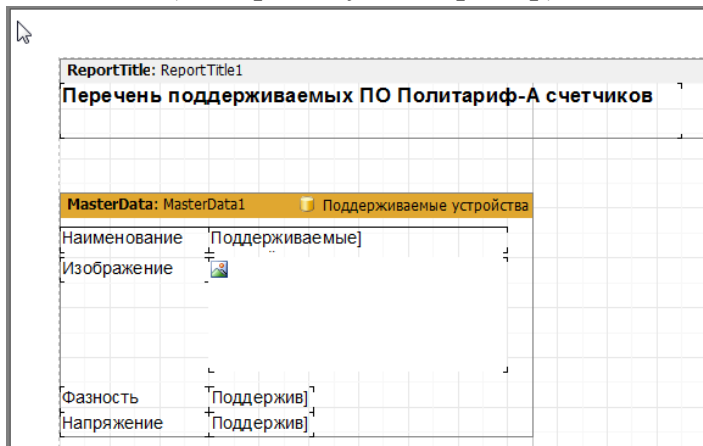 ReportTitle: ReportTitle1
Перечень поддерживаемых ПО Политариф-А счетчиков
MasterData: MasterData1 Поддерживаемые устройства
Наименование Поддерживаемые]
Изображение
Фазность Поддержив]
Напряжение Поддержив]